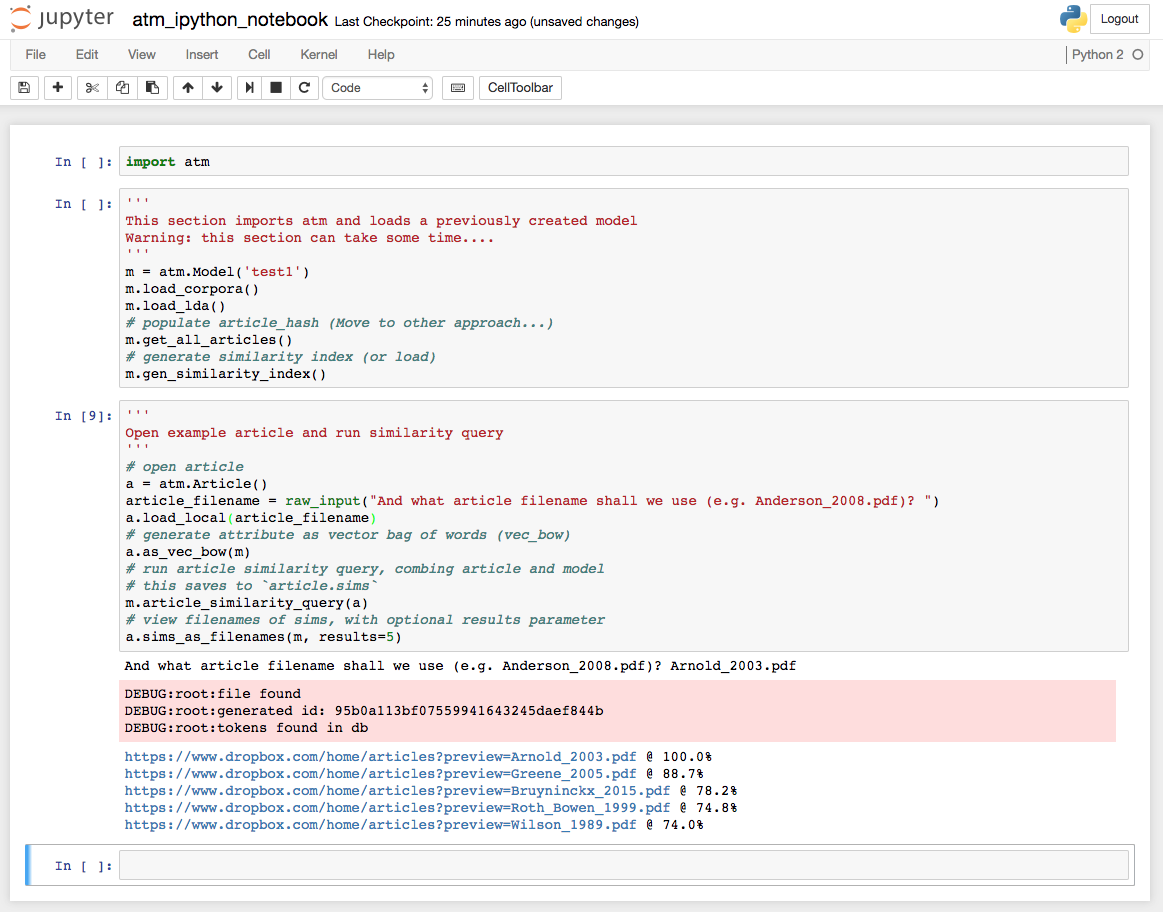 jupyter atm_ipython_notebook Last Checkpoint: 25 minutes ago (unsaved changes) Logout
File Edit View Insert Cell Kernel Help Python 2
Code CellToolbar
In [ ]: import atm
In [ ]: '''
This section imports atm and loads a previously created model
Warning: this section can take some time....
'''
m = atm.Model('test1')
m.load_corpora()
m.load_lda()
# populate article_hash (Move to other approach...)
m.get_all_articles()
# generate similarity index (or load)
m.gen_similarity_index()
In [9]: '''
Open example article and run similarity query
'''
# open article
a = atm.Article()
article_filename = raw_input("And what article filename shall we use (e.g. Anderson_2008.pdf)? ")
a.load_local(article_filename)
# generate attribute as vector bag of words (vec_bow)
a.as_vec_bow(m)
# run article similarity query, combing article and model
# this saves to `article.sims`
m.article_similarity_query(a)
# view filenames of sims, with optional results parameter
a.sims_as_filenames(m, results=5)
And what article filename shall we use (e.g. Anderson_2008.pdf)? Arnold_2003.pdf
DEBUG:root:file found
DEBUG:root:generated id: 95b0a113bf07559941643245daef844b
DEBUG:root:tokens found in db
https://www.dropbox.com/home/articles?preview=Arnold_2003.pdf @ 100.0%
https://www.dropbox.com/home/articles?preview=Greene_2005.pdf @ 88.7%
https://www.dropbox.com/home/articles?preview=Bruyninckx_2015.pdf @ 78.2%
https://www.dropbox.com/home/articles?preview=Roth_Bowen_1999.pdf @ 74.8%
https://www.dropbox.com/home/articles?preview=Wilson_1989.pdf @ 74.0%
In [ ]: